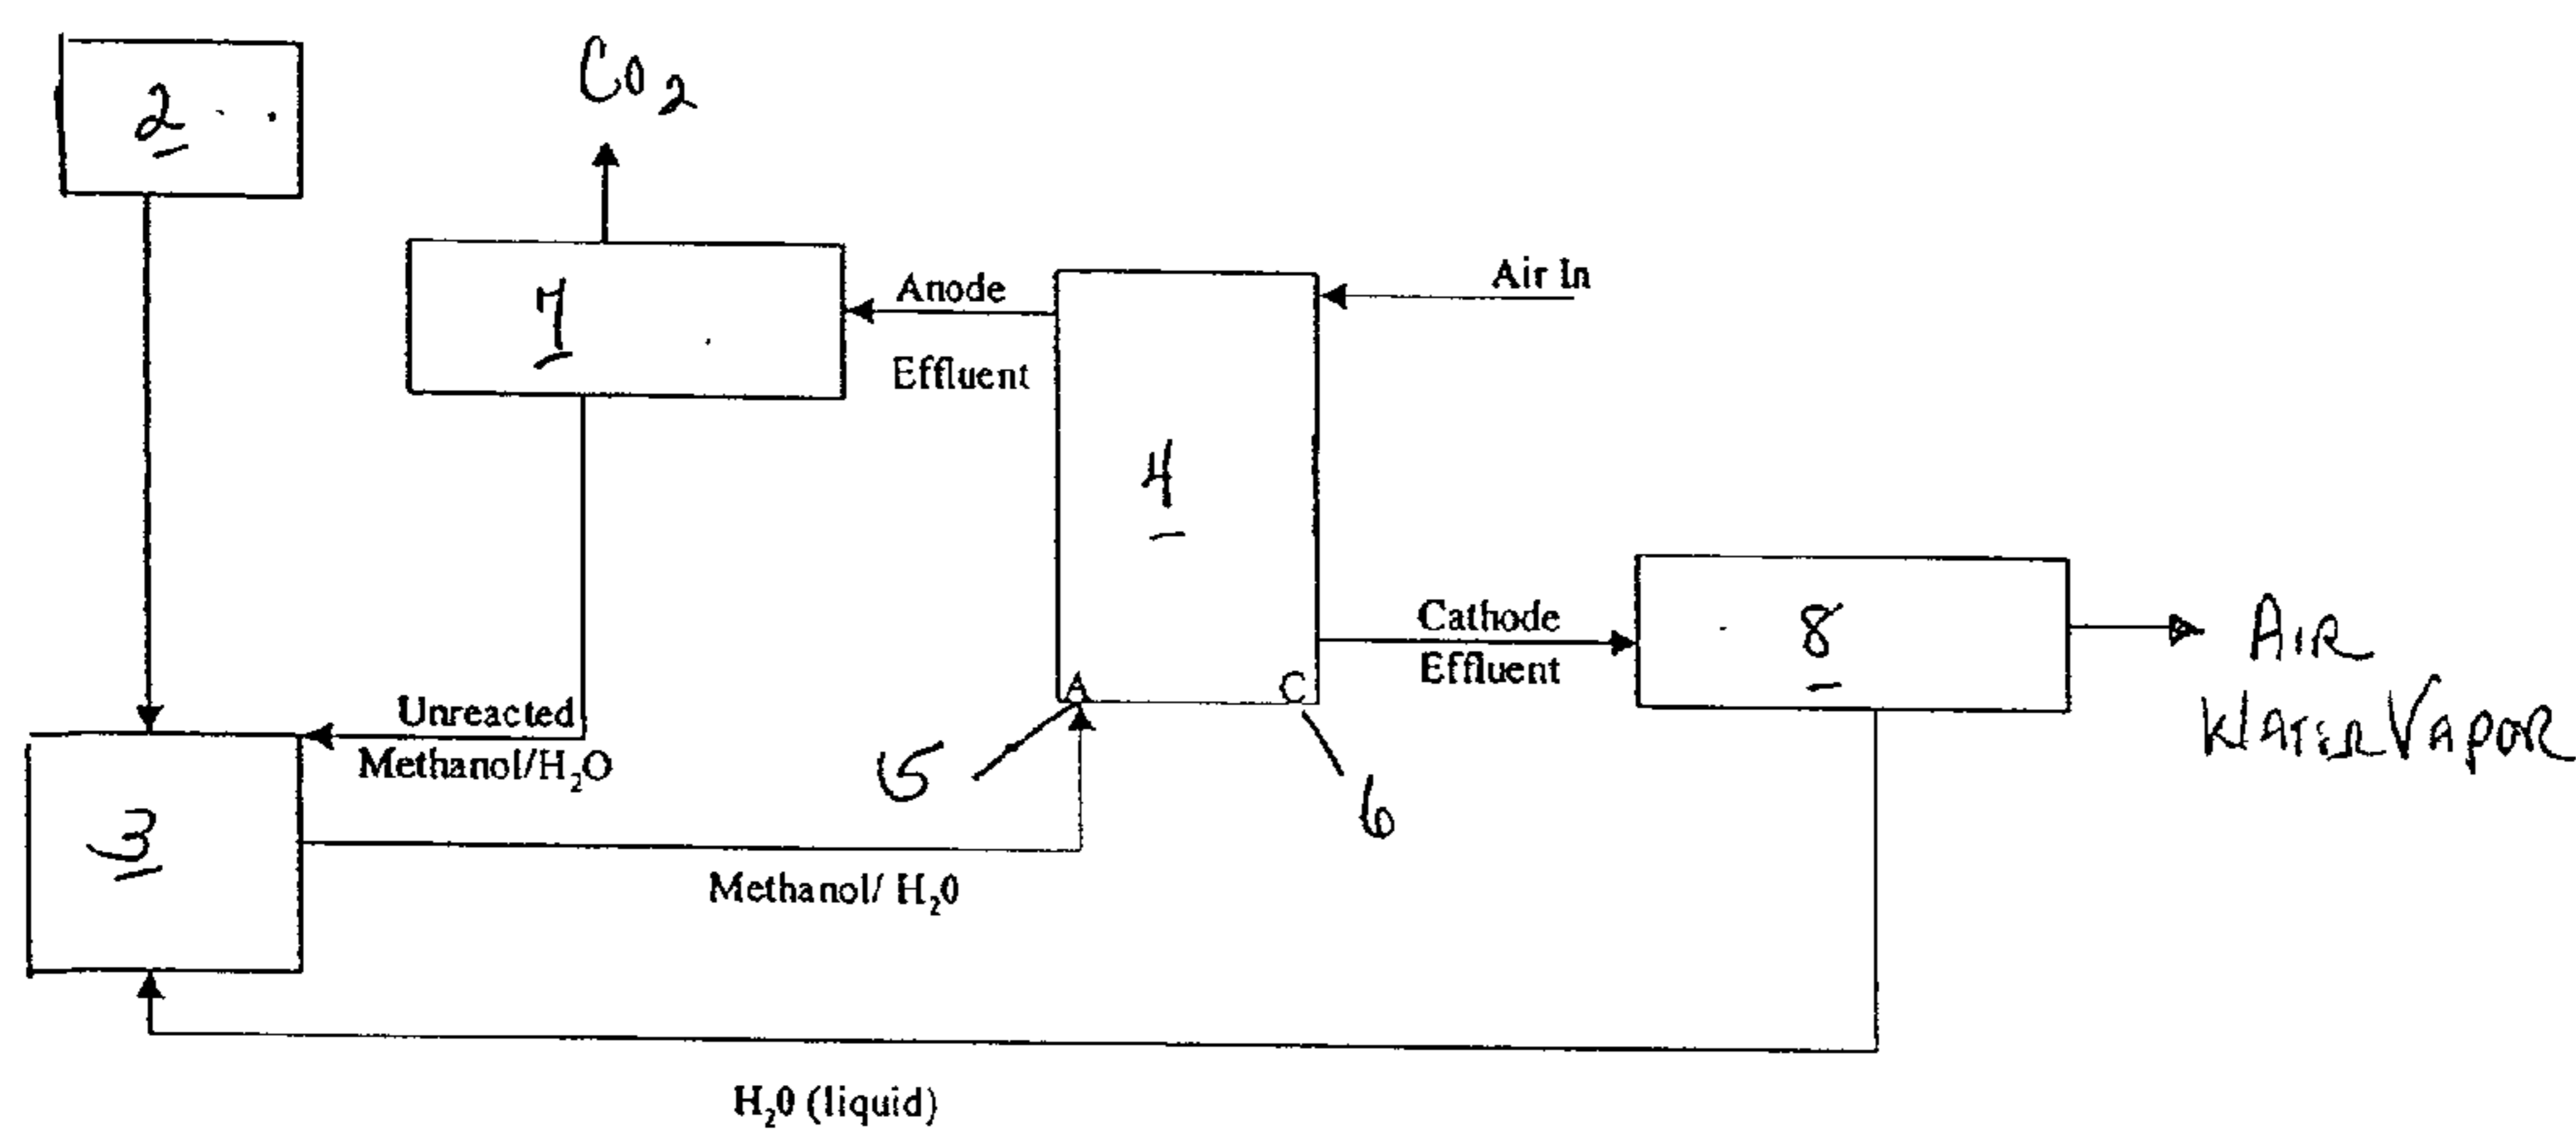 2
CO2
7
Anode
Effluent
Air In
4
Cathode
Effluent
8
AIR
WATER VAPOR
A
C
5
6
Unreacted
Methanol/H2O
3
Methanol/ H20
H20 (liquid)